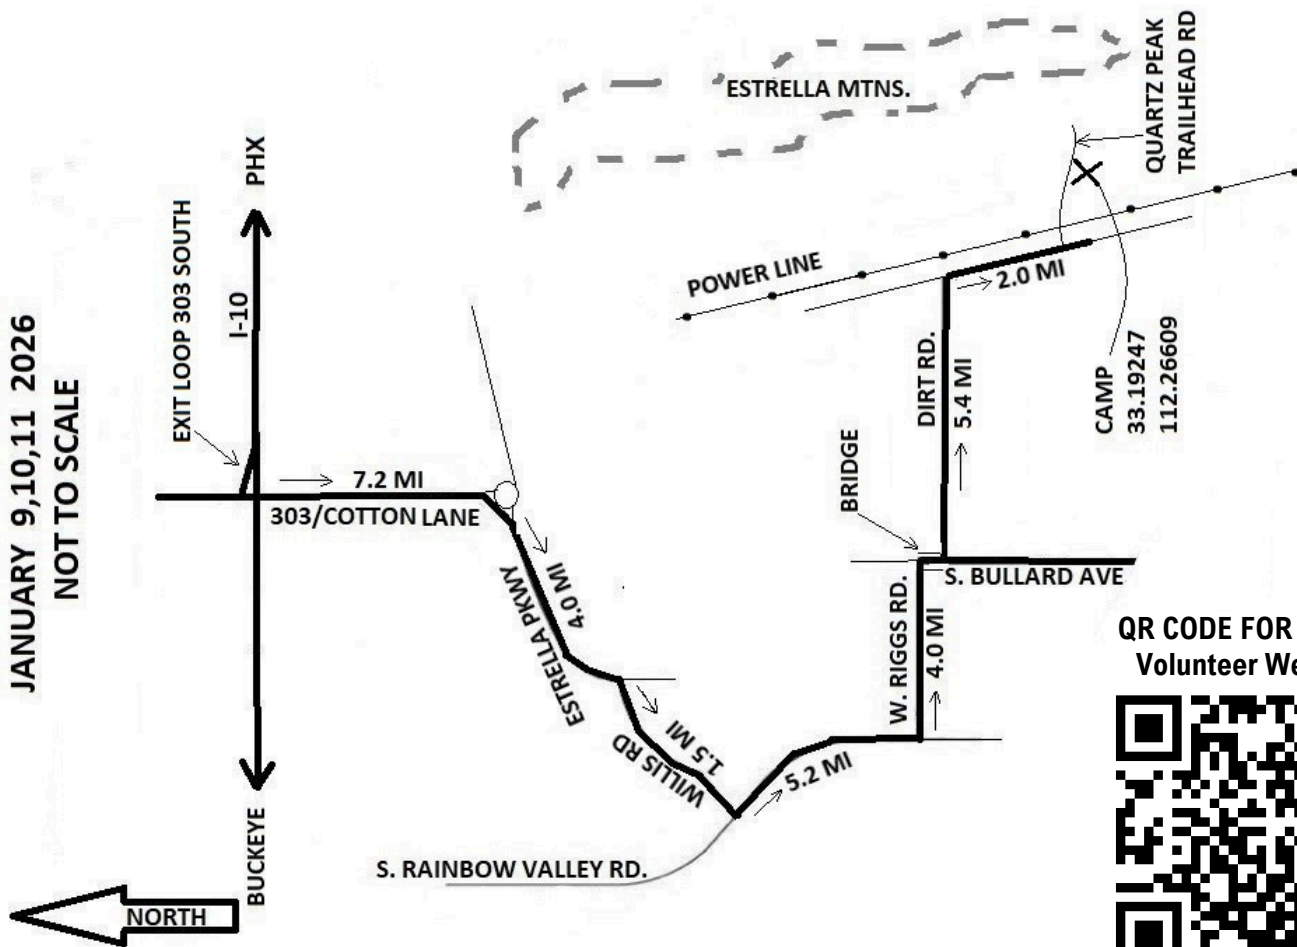 JANUARY 9,10,11 2026
NOT TO SCALE
EXIT LOOP 303 SOUTH
PHX
I-10
BUCKEYE
NORTH
7.2 MI
303/COTTON LANE
ESTRELLA MTNS.
4.0 MI
ESTRELLA PKWY
1.5 MI
WILLIS RD
5.2 MI
S. RAINBOW VALLEY RD.
W. RIGGS RD.
4.0 MI
BRIDGE
S. BULLARD AVE
DIRT RD.
5.4 MI
POWER LINE
2.0 MI
QUARTZ PEAK
TRAILHEAD RD
CAMP
33.19247
112.26609
QR CODE FOR
Volunteer We